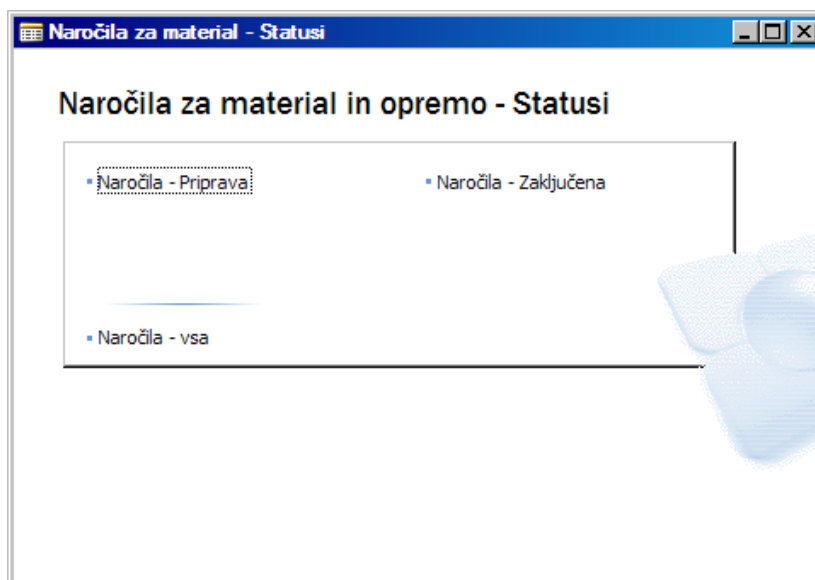 Naročila za material - Statusi
Naročila za material in opremo - Statusi
Naročila - Priprava
Naročila - Zaključena
Naročila - vsa